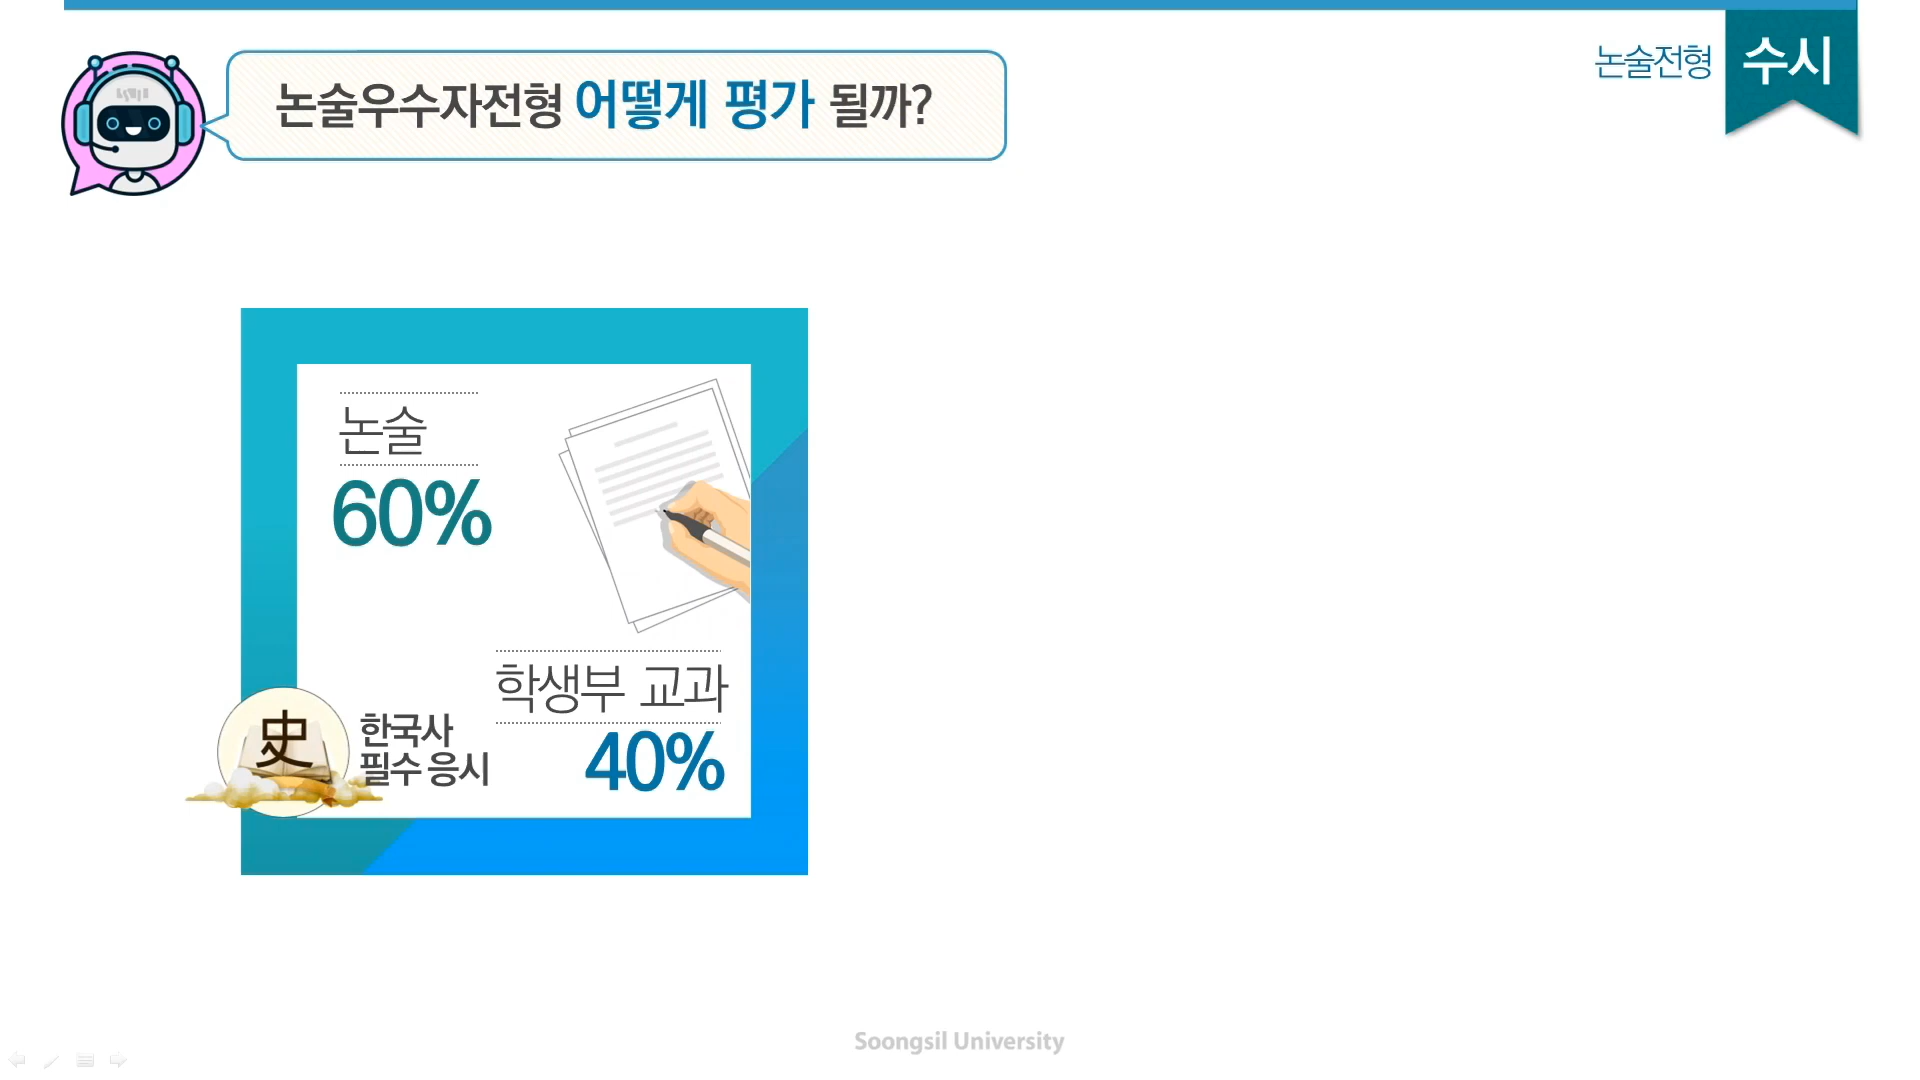 논술우수자전형 어떻게 평가 될까?
논술전형
수시
논술
60%
학생부 교과
40%
史
한국사
필수 응시
Soongsil University